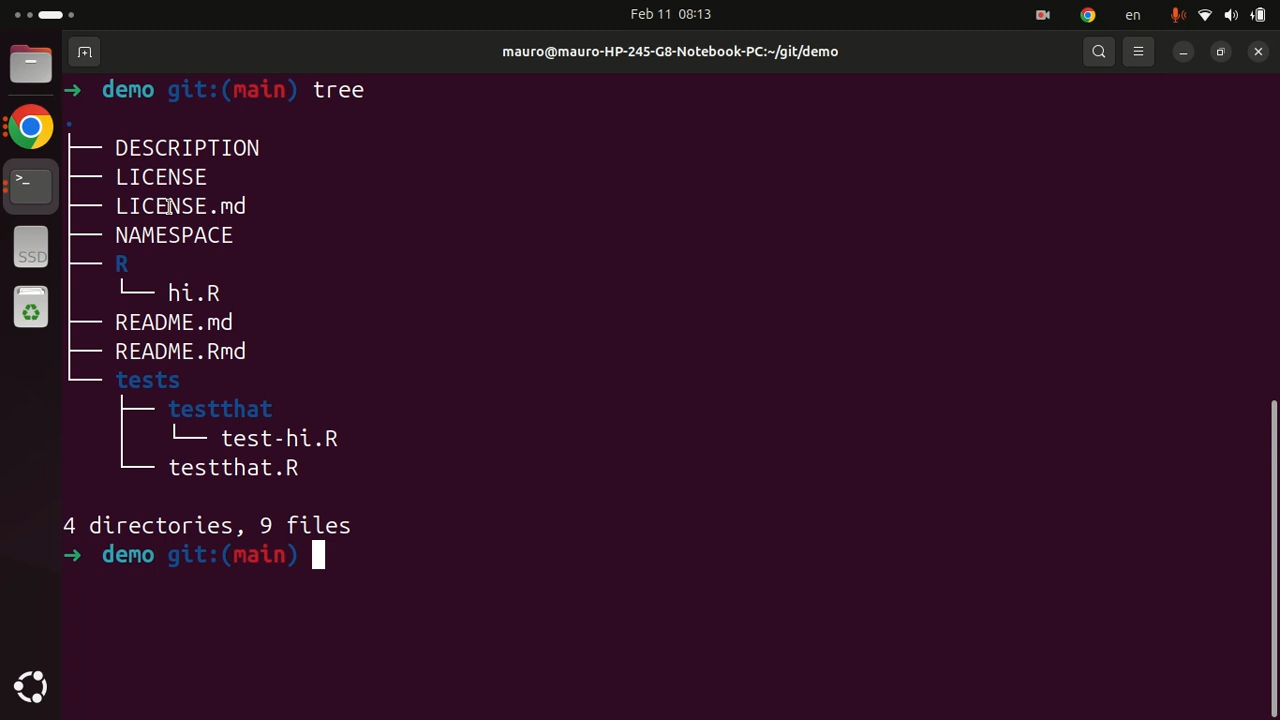 Feb 11 08:13
en
mauro@mauro-HP-245-G8-Notebook-PC:~/git/demo
➜ demo git:(main) tree
.
├── DESCRIPTION
├── LICENSE
├── LICENSE.md
├── NAMESPACE
├── R
│   └── hi.R
├── README.md
├── README.Rmd
└── tests
    ├── testthat
    │   └── test-hi.R
    └── testthat.R
4 directories, 9 files
➜ demo git:(main)
>_
SSD